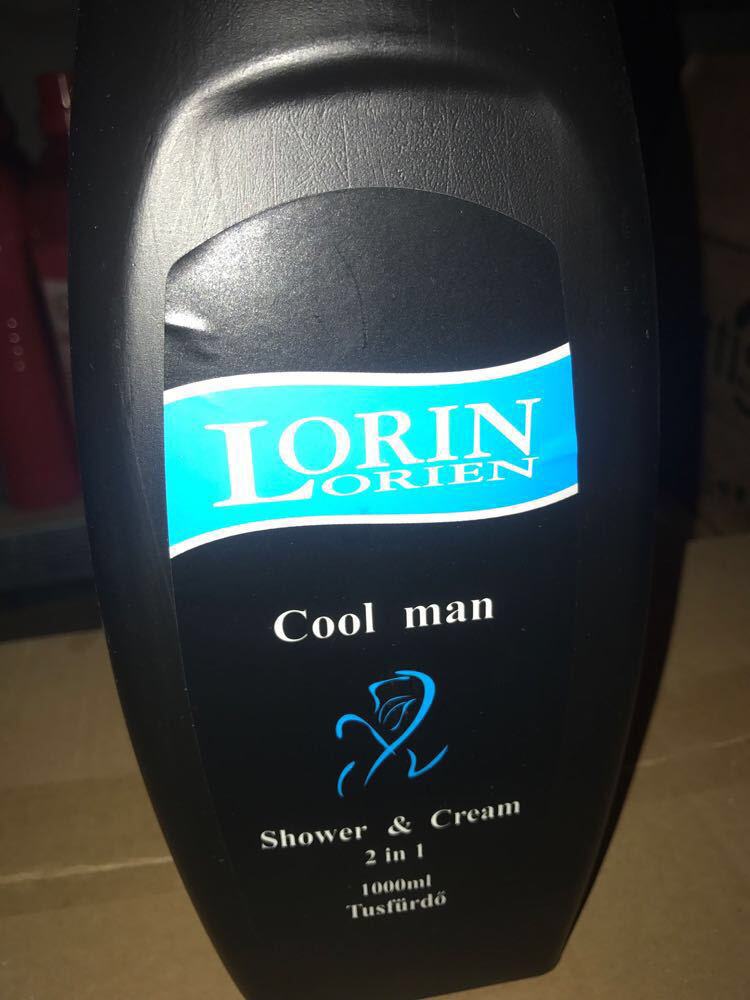 LORIN
LORIEN
Cool man
Shower & Cream
2 in 1
1000ml
Tusfürdő